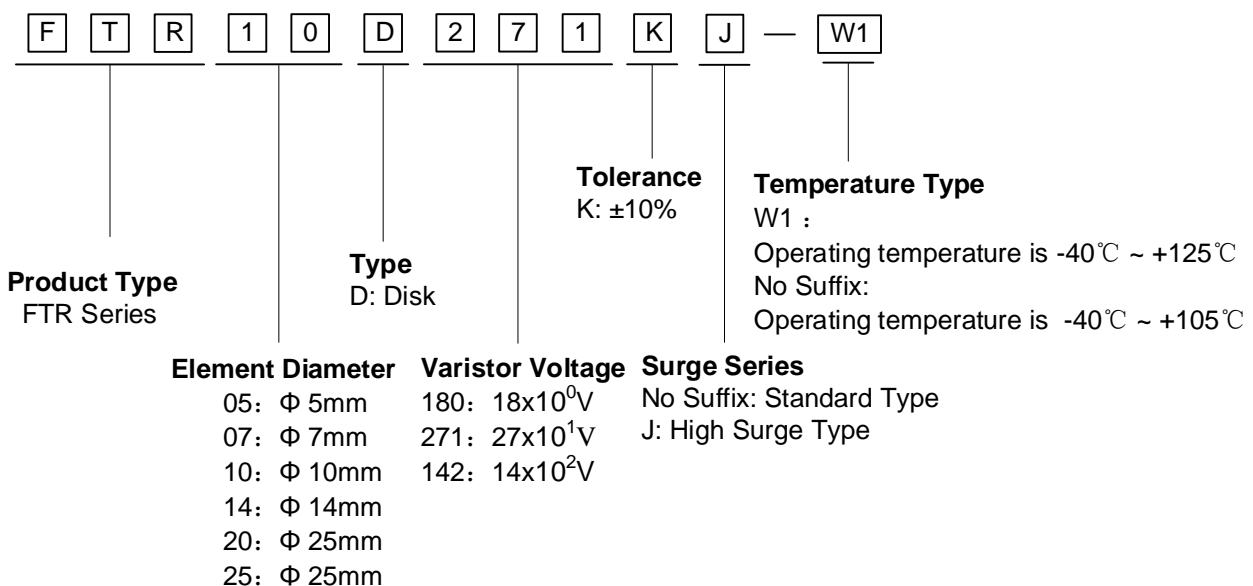 F T R 1 0 D 2 7 1 K J — W1
Tolerance
K: ±10%
Temperature Type
W1：
Operating temperature is -40℃ ~ +125℃
No Suffix:
Operating temperature is -40℃ ~ +105℃
Type
D: Disk
Product Type
FTR Series
Element Diameter
05：Φ 5mm
07：Φ 7mm
10：Φ 10mm
14：Φ 14mm
20：Φ 25mm
25：Φ 25mm
Varistor Voltage
180：18x10⁰V
271：27x10¹V
142：14x10²V
Surge Series
No Suffix: Standard Type
J: High Surge Type